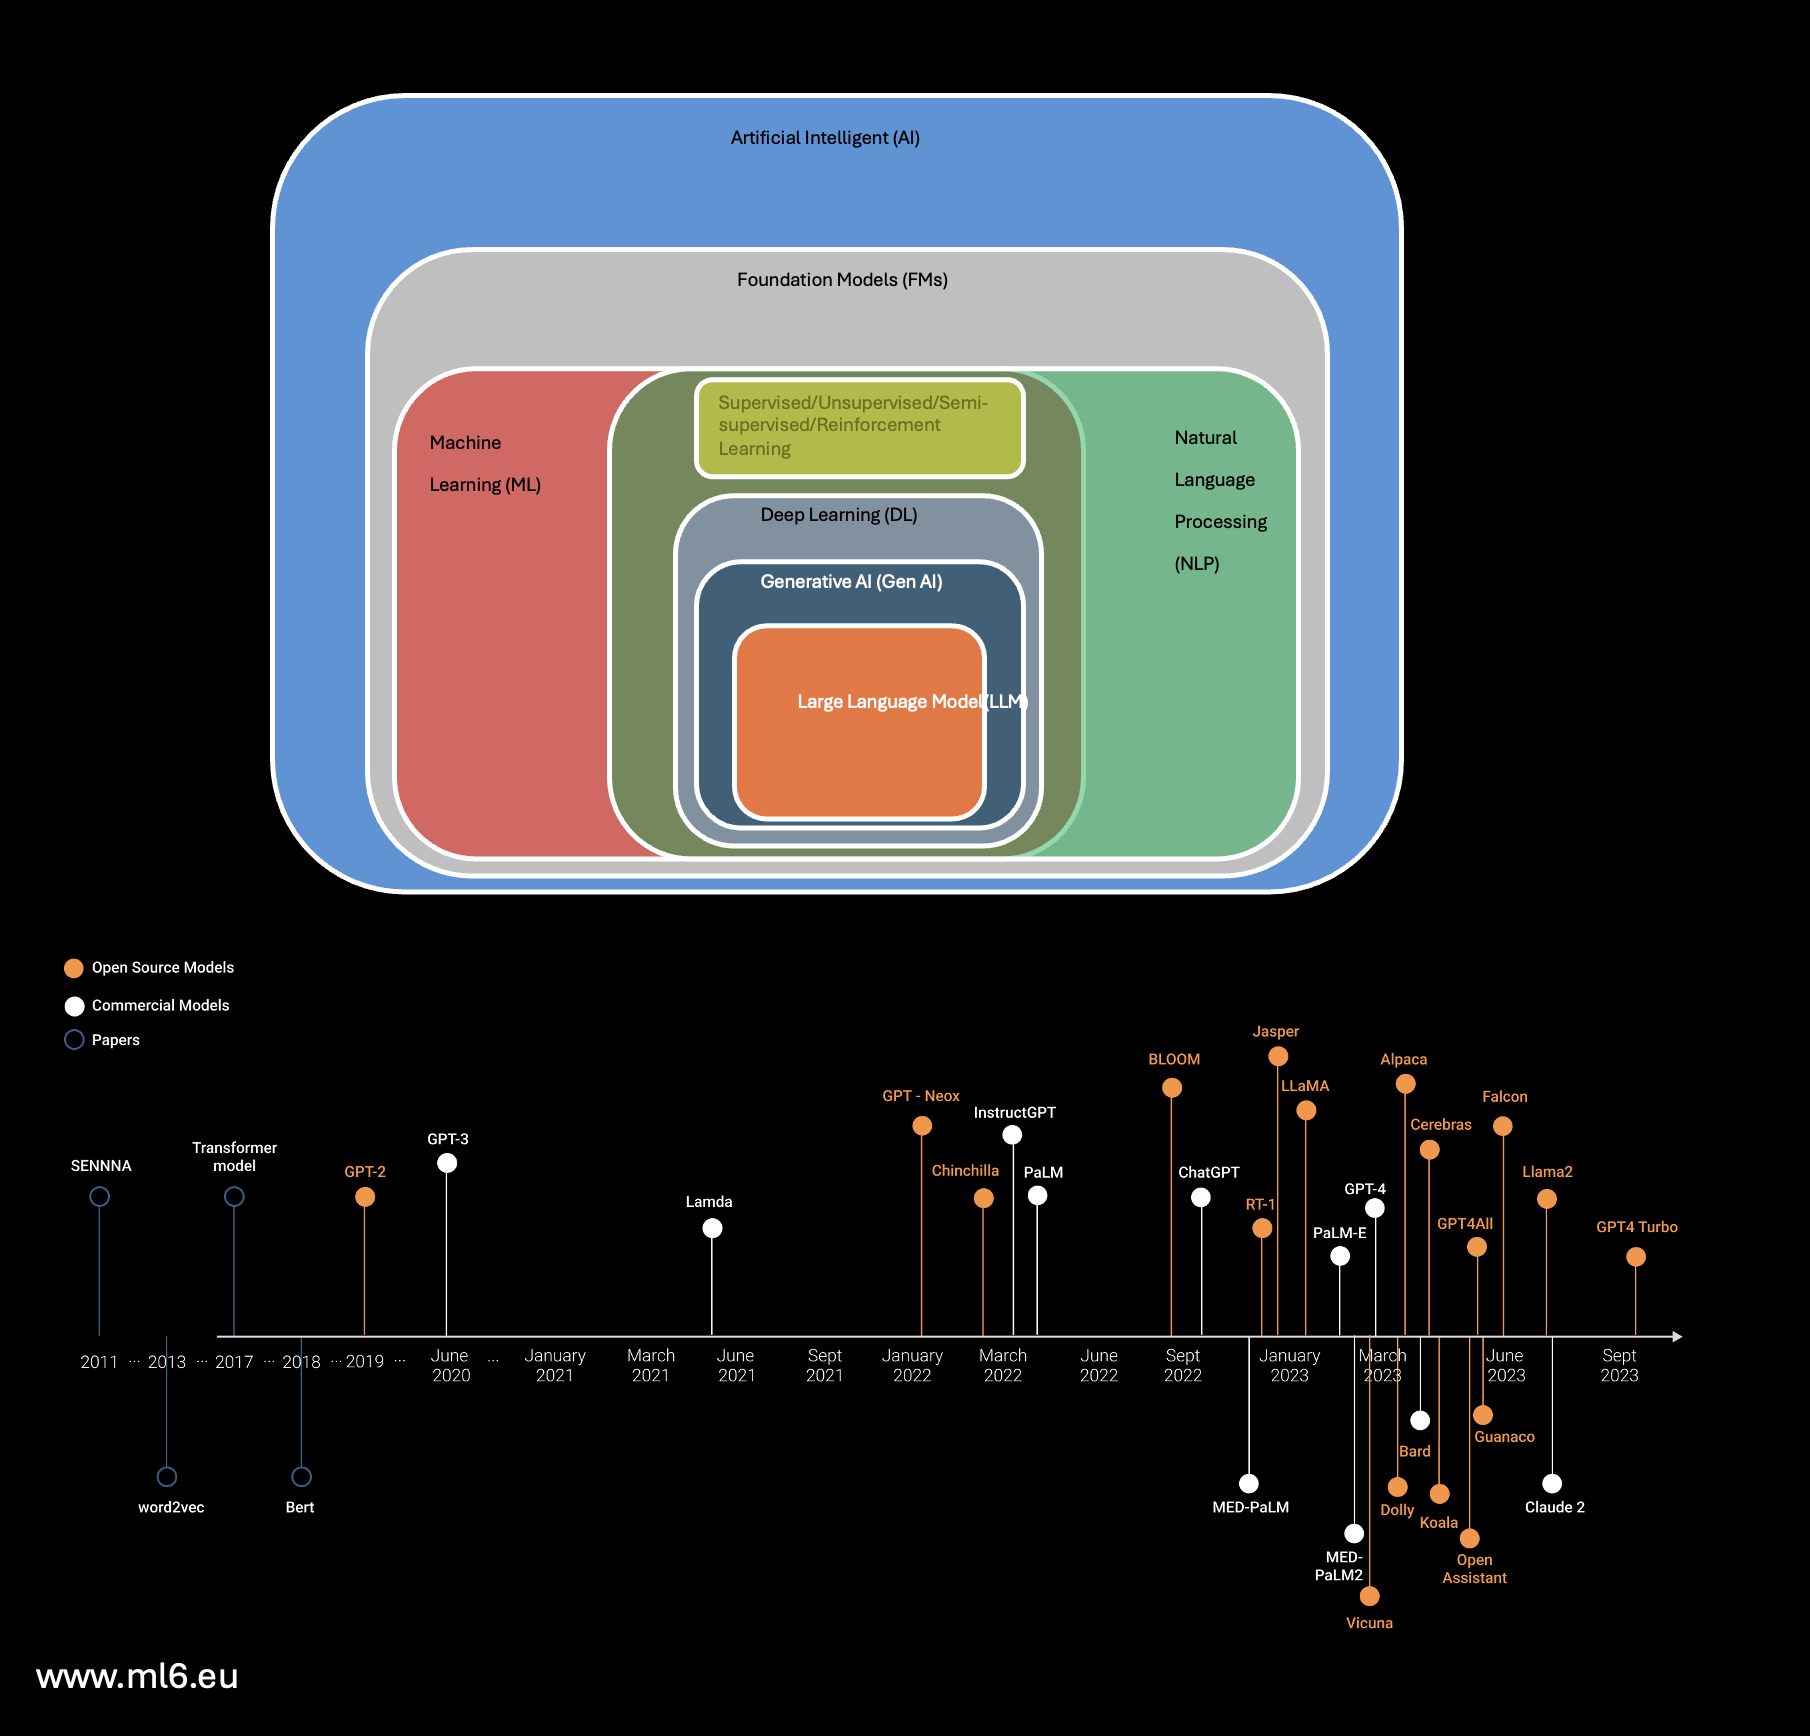 Artificial Intelligent (AI)
Foundation Models (FMs)
Machine
Learning (ML)
Supervised/Unsupervised/Semi-
supervised/Reinforcement
Learning
Natural
Language
Processing
(NLP)
Deep Learning (DL)
Generative AI (Gen AI)
Large Language Model(LLM)
Open Source Models
Commercial Models
Papers
SENNNA
Transformer
model
GPT-2
GPT-3
Lamda
GPT - Neox
Chinchilla
InstructGPT
PaLM
BLOOM
ChatGPT
Jasper
RT-1
LLaMA
PaLM-E
GPT-4
Alpaca
Cerebras
GPT4All
Falcon
Llama2
GPT4 Turbo
2011 ... 2013 ... 2017 ... 2018 ... 2019 ...
June
2020
...
January
2021
March
2021
June
2021
Sept
2021
January
2022
March
2022
June
2022
Sept
2022
January
2023
March
2023
June
2023
Sept
2023
word2vec
Bert
MED-PaLM
MED-
PaLM2
Vicuna
Bard
Dolly
Koala
Guanaco
Open
Assistant
Claude 2
www.ml6.eu